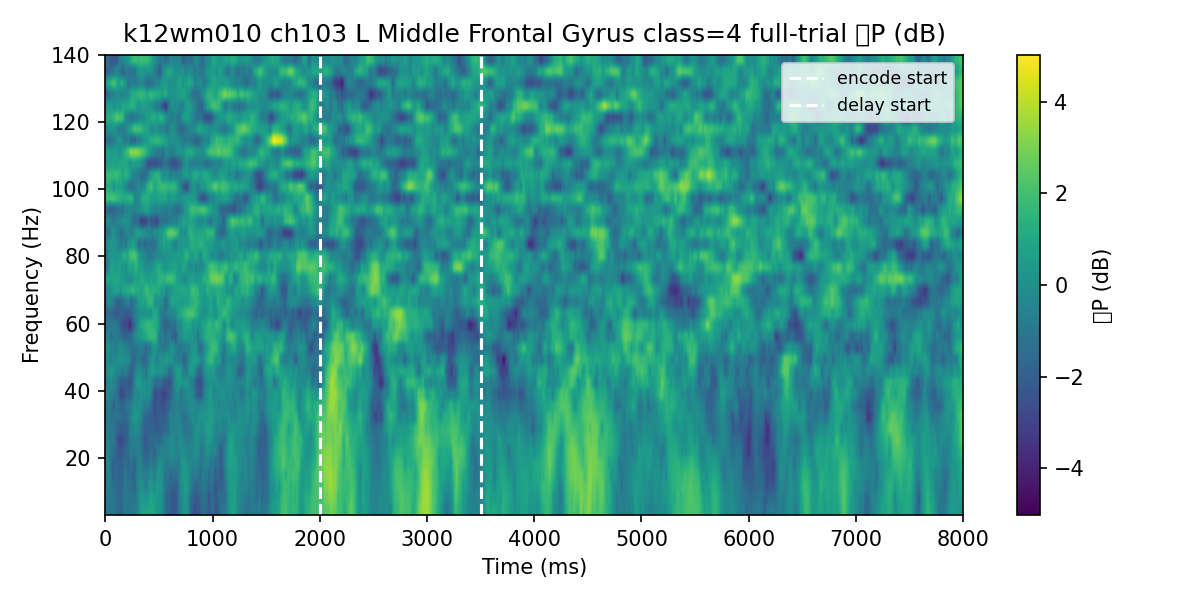 k12wm010 ch103 L Middle Frontal Gyrus class=4 full-trial ▯P (dB)
140
120
100
80
60
40
20
Frequency (Hz)
0 1000 2000 3000 4000 5000 6000 7000 8000
Time (ms)
encode start
delay start
4
2
0
−2
−4
▯P (dB)